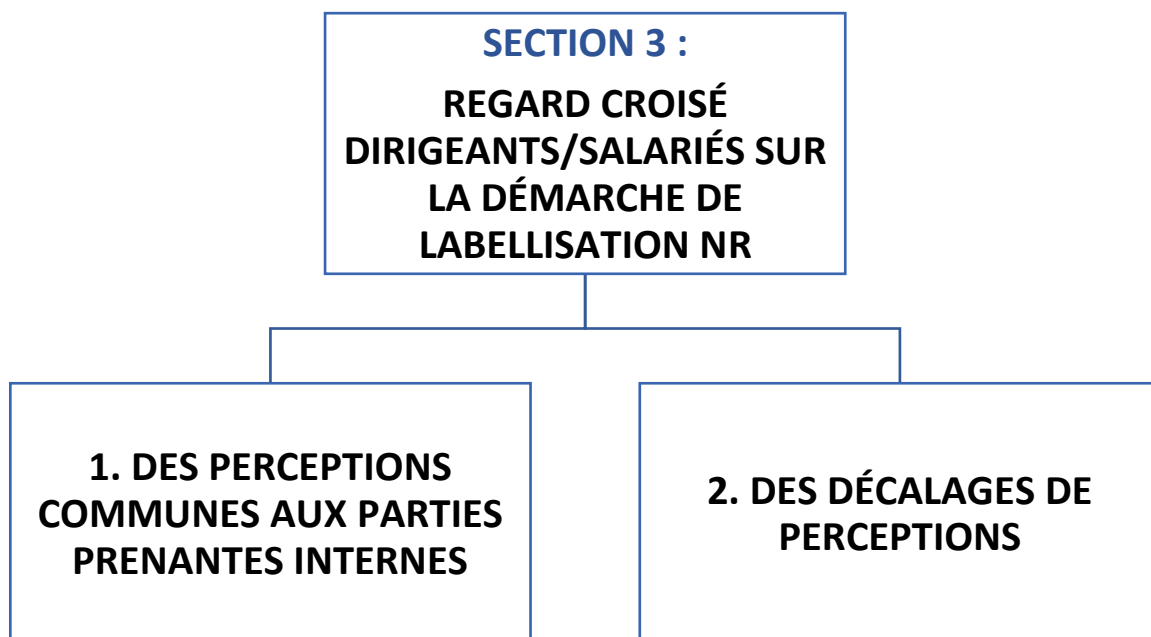 SECTION 3 :
REGARD CROISÉ
DIRIGEANTS/SALARIÉS SUR
LA DÉMARCHE DE
LABELLISATION NR
1. DES PERCEPTIONS
COMMUNES AUX PARTIES
PRENANTES INTERNES
2. DES DÉCALAGES DE
PERCEPTIONS